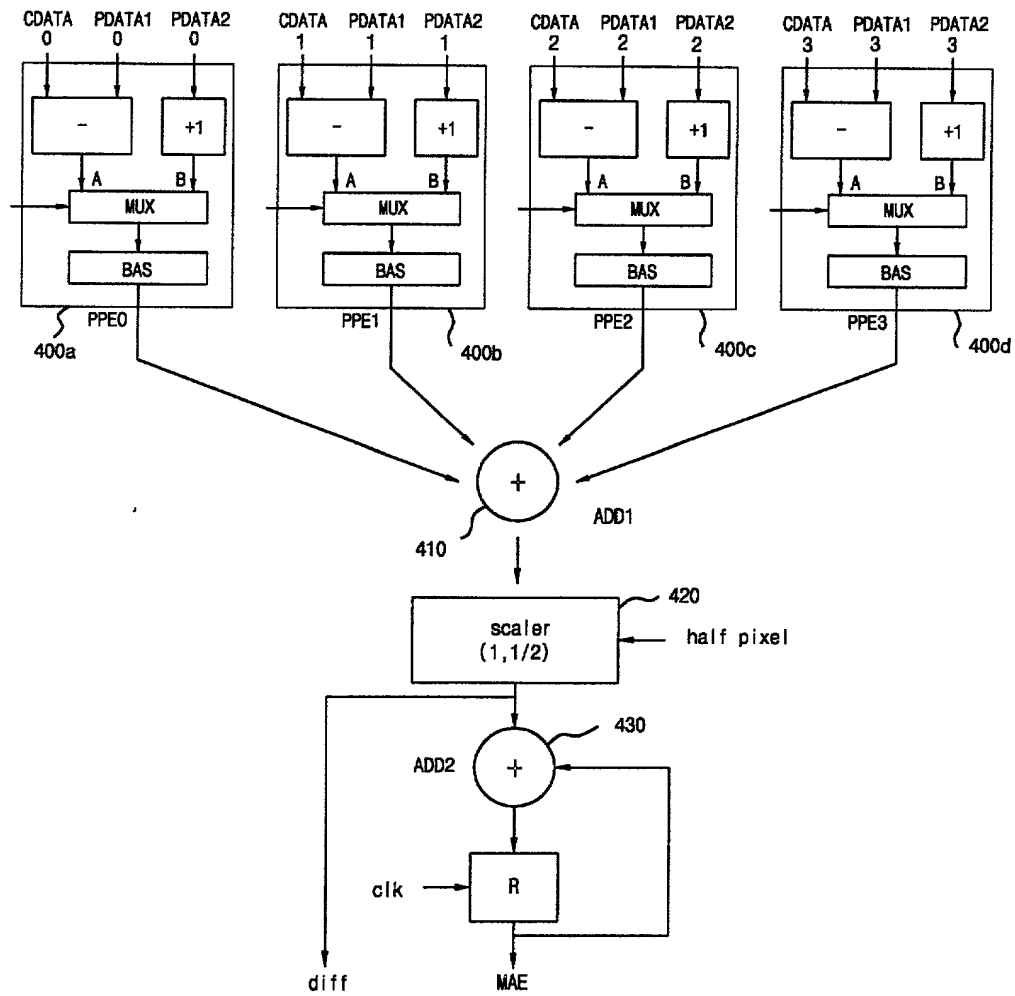 CDATA PDATA1 PDATA2 CDATA PDATA1 PDATA2 CDATA PDATA1 PDATA2 CDATA PDATA1 PDATA2
0 0 0 1 1 1 2 2 2 3 3 3
- +1 - +1 - +1 - +1
A B A B A B A B
MUX MUX MUX MUX
BAS BAS BAS BAS
PPE0 PPE1 PPE2 PPE3
400a 400b 400c 400d
+
ADD1
410
420
scaler
(1,1/2)
half pixel
430
ADD2
+
clk
R
diff
MAE